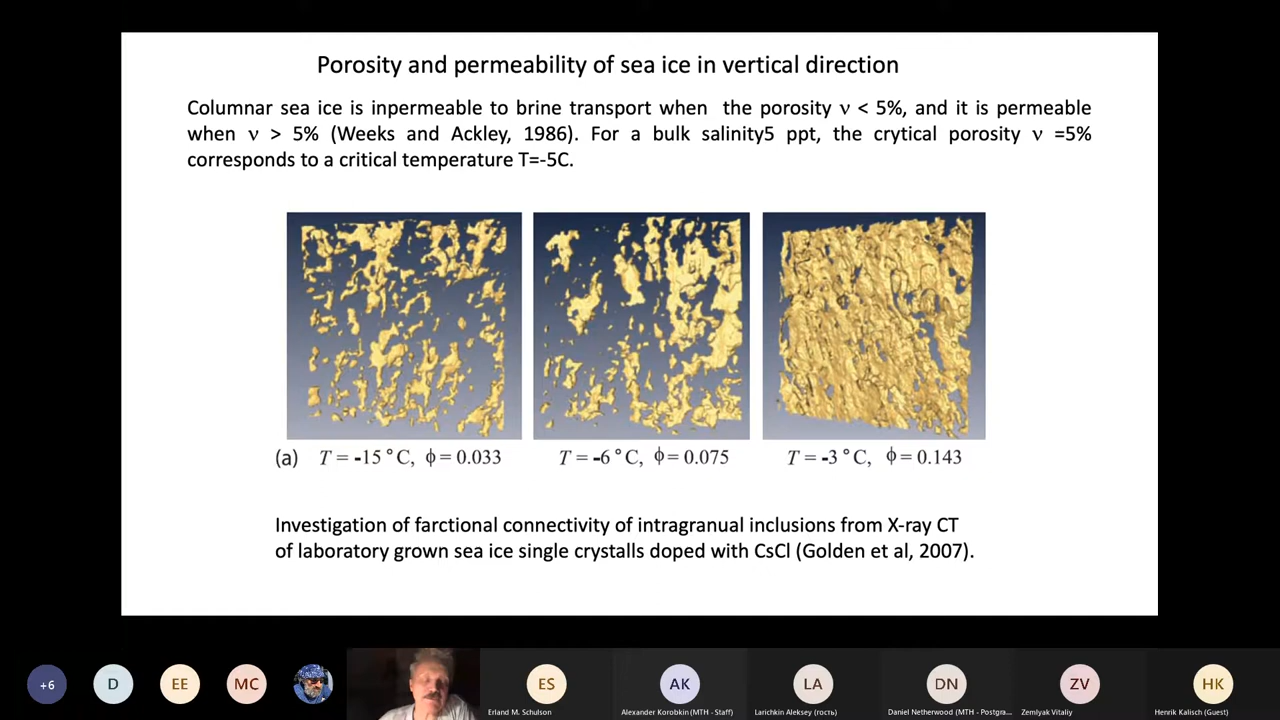 Porosity and permeability of sea ice in vertical direction
Columnar sea ice is inpermeable to brine transport when the porosity ν < 5%, and it is permeable
when ν > 5% (Weeks and Ackley, 1986). For a bulk salinity5 ppt, the crytical porosity ν =5%
corresponds to a critical temperature T=-5C.
(a) T = -15 °C, ϕ = 0.033 T = -6 °C, ϕ = 0.075 T = -3 °C, ϕ = 0.143
Investigation of farctional connectivity of intragranual inclusions from X-ray CT
of laboratory grown sea ice single crystalls doped with CsCl (Golden et al, 2007).
+6 D EE MC ES AK LA DN ZV HK
Erland M. Schulson Alexander Korobkin (MTH - Staff) Larichkin Aleksey (гость) Daniel Netherwood (MTH - Postgra... Zemlyak Vitaliy Henrik Kalisch (Guest)